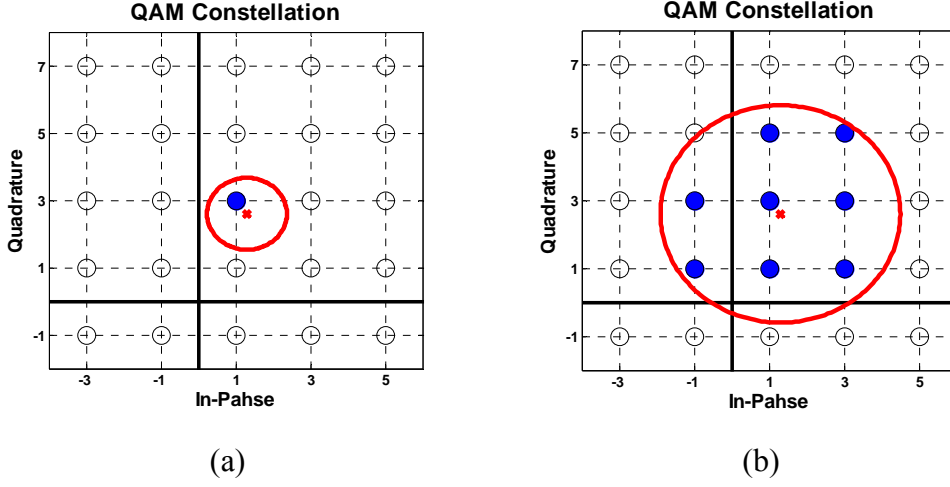 QAM Constellation
7
5
3
1
-1
Quadrature
-3 -1 1 3 5
In-Pahse
(a)
QAM Constellation
7
5
3
1
-1
Quadrature
-3 -1 1 3 5
In-Pahse
(b)